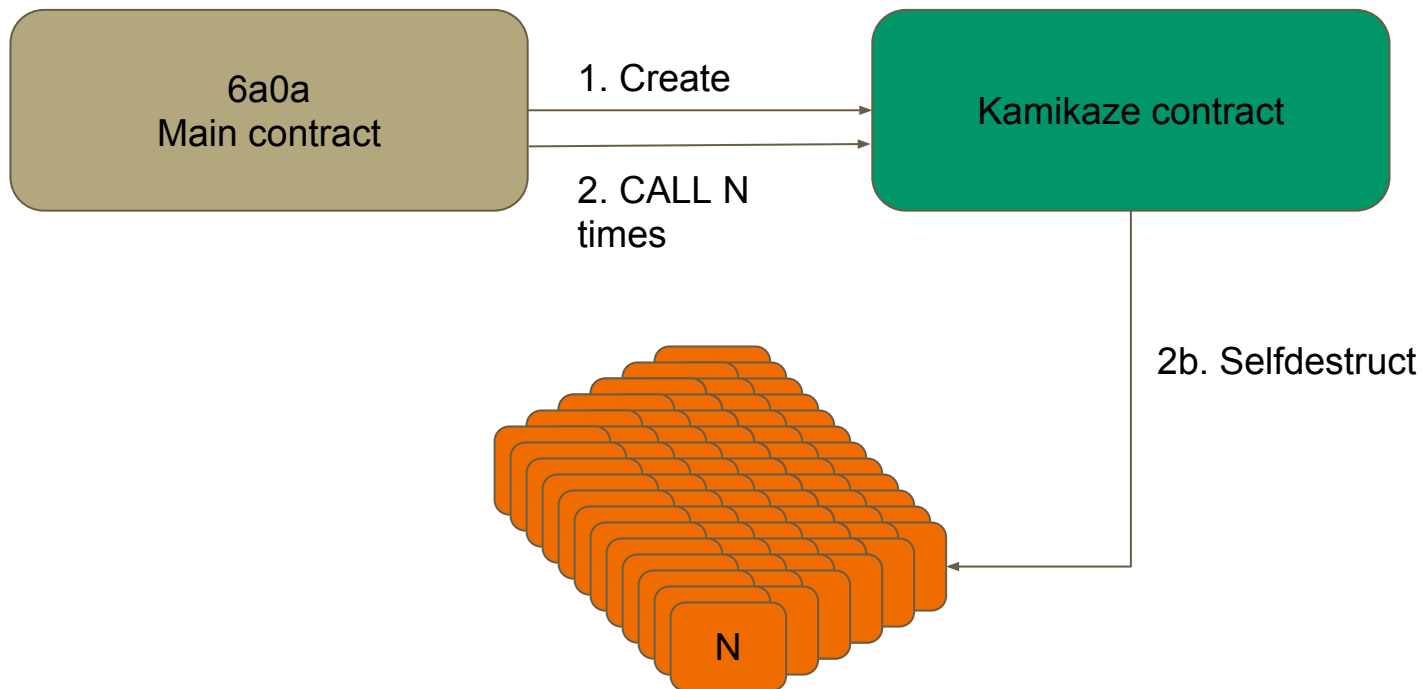 6a0a
Main contract
1. Create
Kamikaze contract
2. CALL N
times
2b. Selfdestruct
N